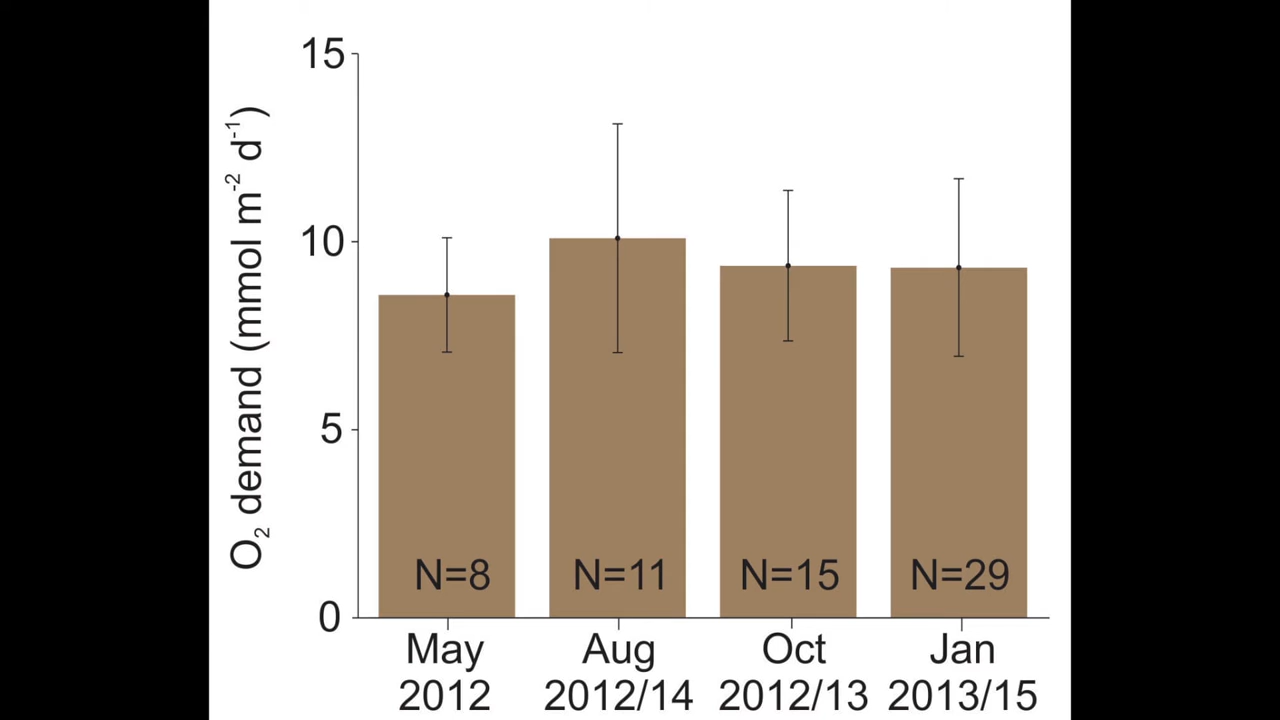 O₂ demand (mmol m⁻² d⁻¹)
15
10
5
0
N=8
N=11
N=15
N=29
May
2012
Aug
2012/14
Oct
2012/13
Jan
2013/15